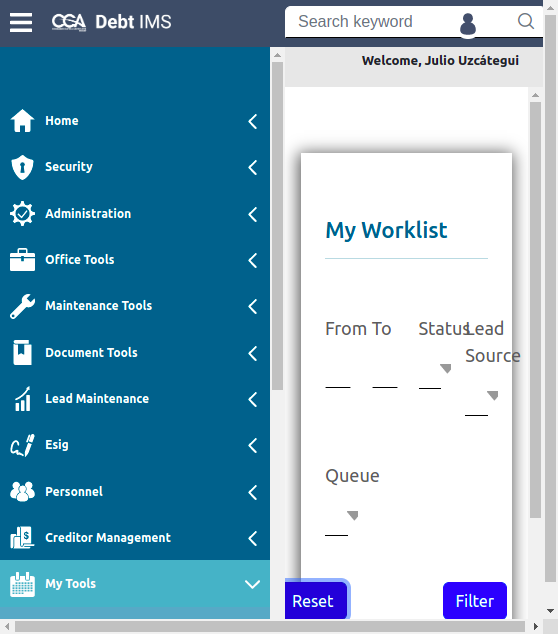 CGA Debt IMS
Search keyword
Welcome, Julio Uzcátegui
Home
Security
Administration
Office Tools
Maintenance Tools
Document Tools
Lead Maintenance
Esig
Personnel
Creditor Management
My Tools
My Worklist
From To Status Lead
Source
Queue
Reset Filter